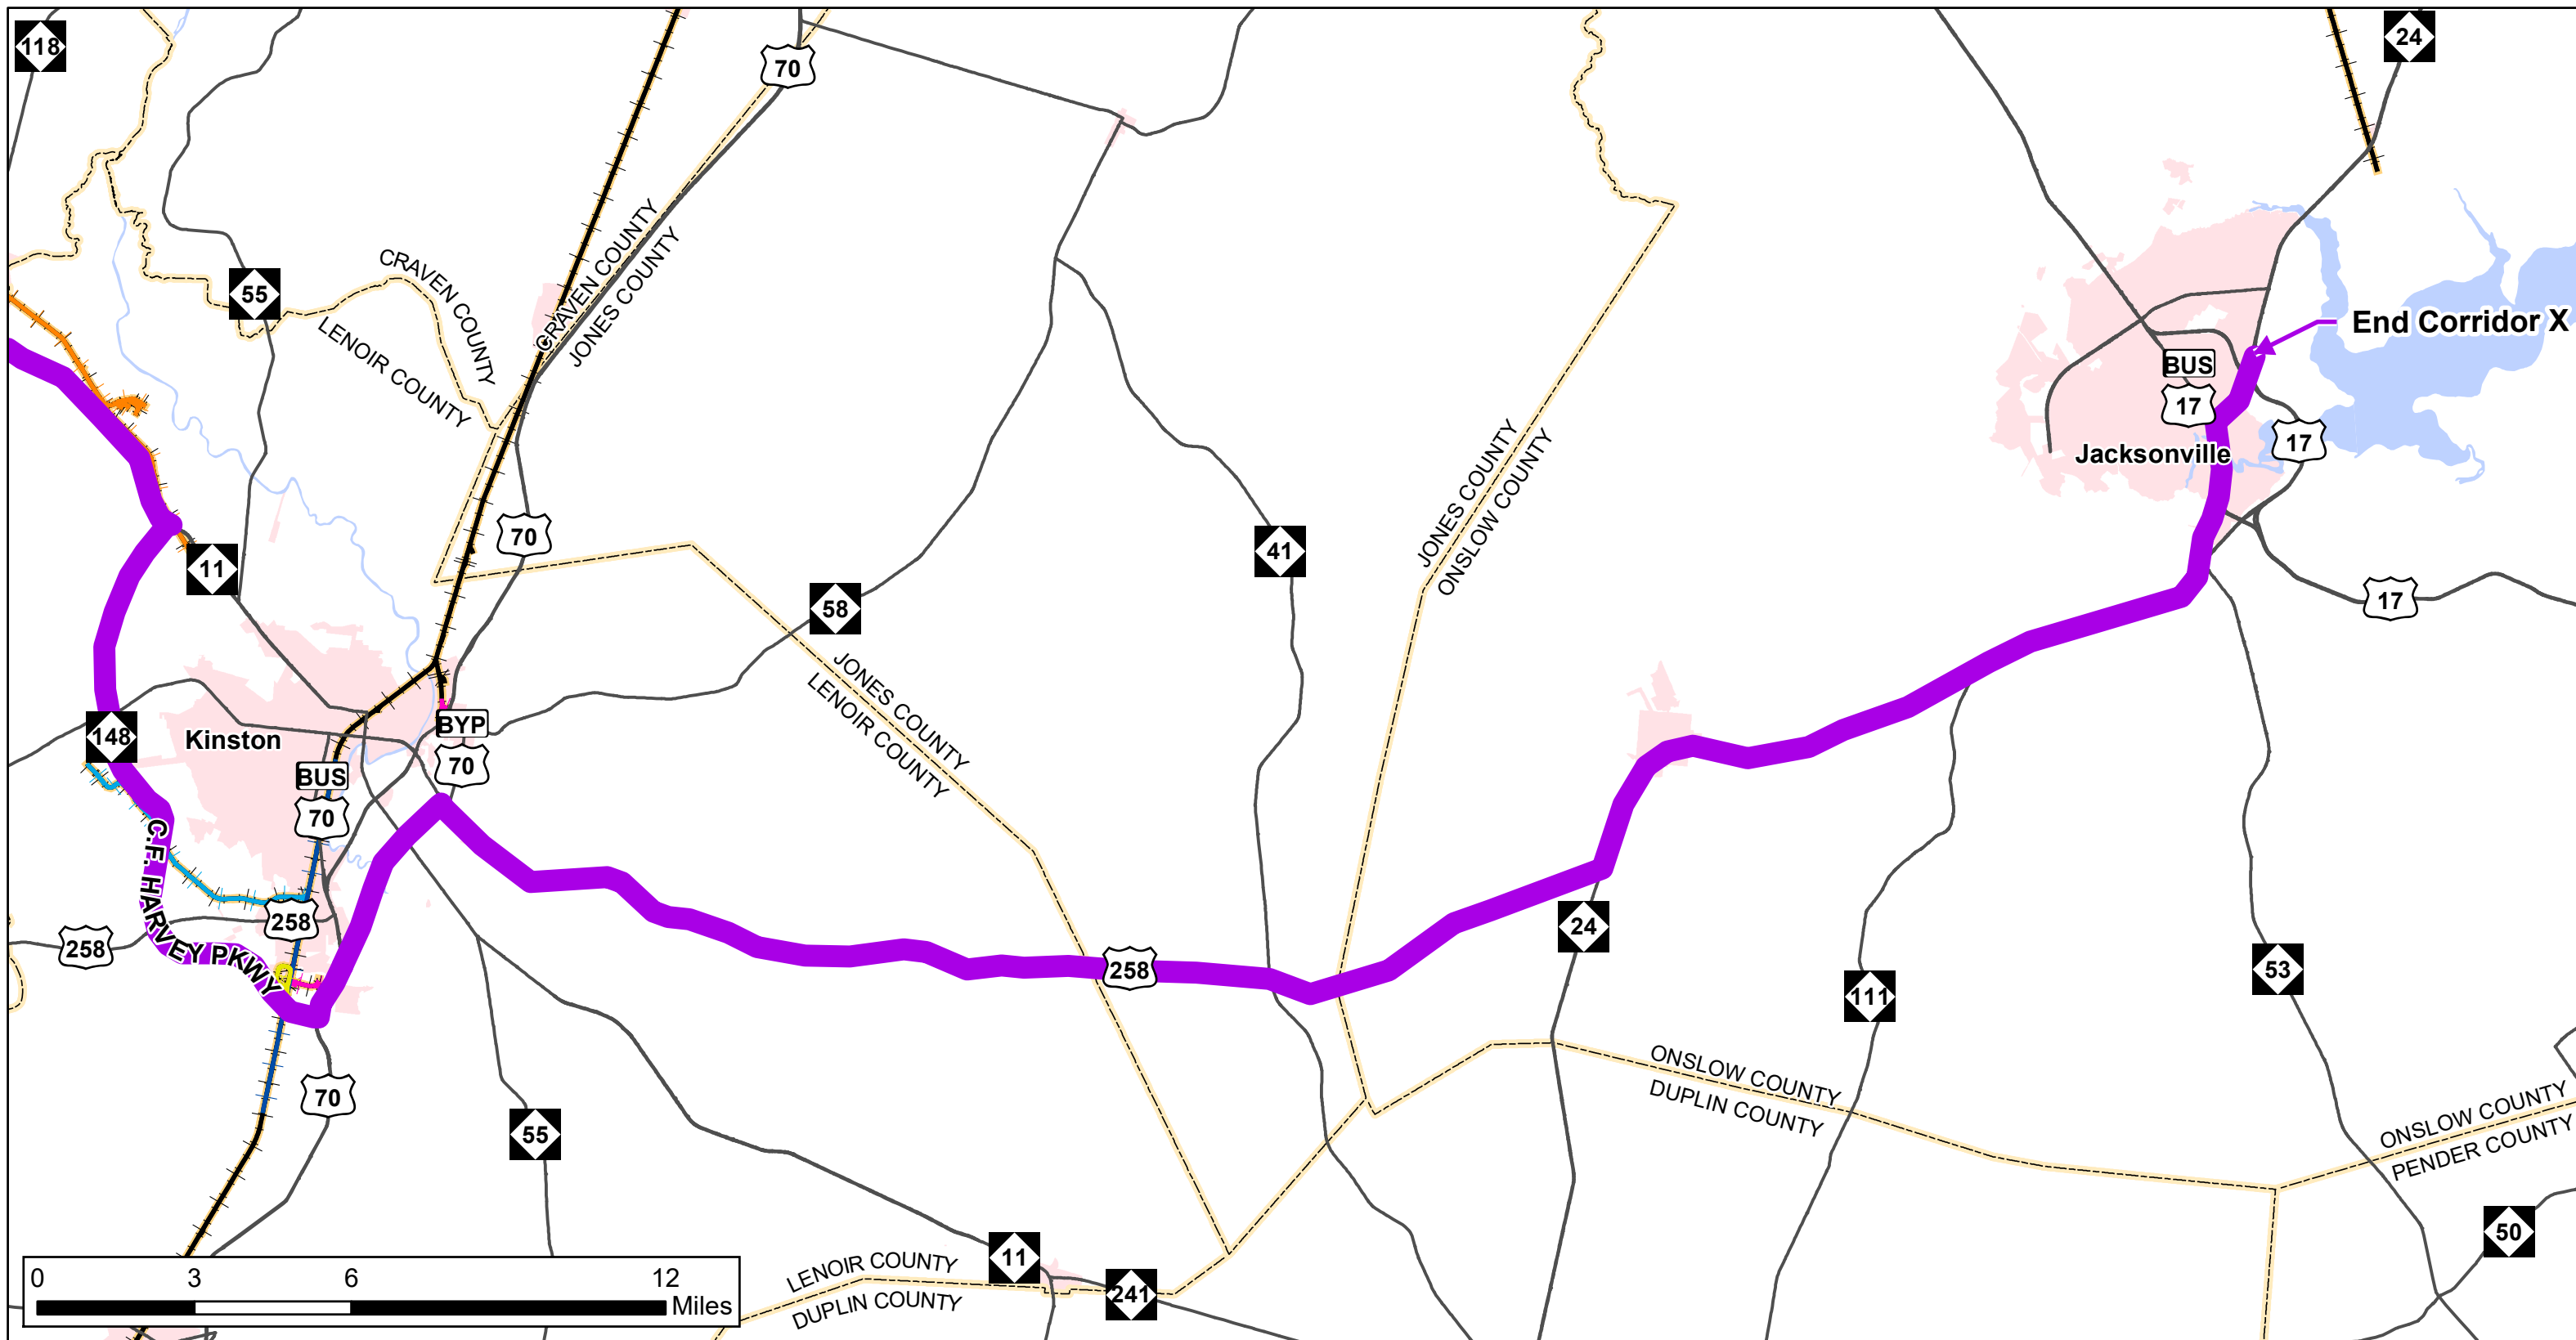 118
70
24
CRAVEN COUNTY
JONES COUNTY
CRAVEN COUNTY
LENOIR COUNTY
55
End Corridor X
BUS
17
17
Jacksonville
JONES COUNTY
ONSLOW COUNTY
70
41
11
58
17
JONES COUNTY
LENOIR COUNTY
148
Kinston
BYP
70
BUS
70
C.F. HARVEY PKWY
258
258
258
24
111
53
70
55
ONSLOW COUNTY
DUPLIN COUNTY
ONSLOW COUNTY
PENDER COUNTY
50
11
241
LENOIR COUNTY
DUPLIN COUNTY
0 3 6 12
Miles